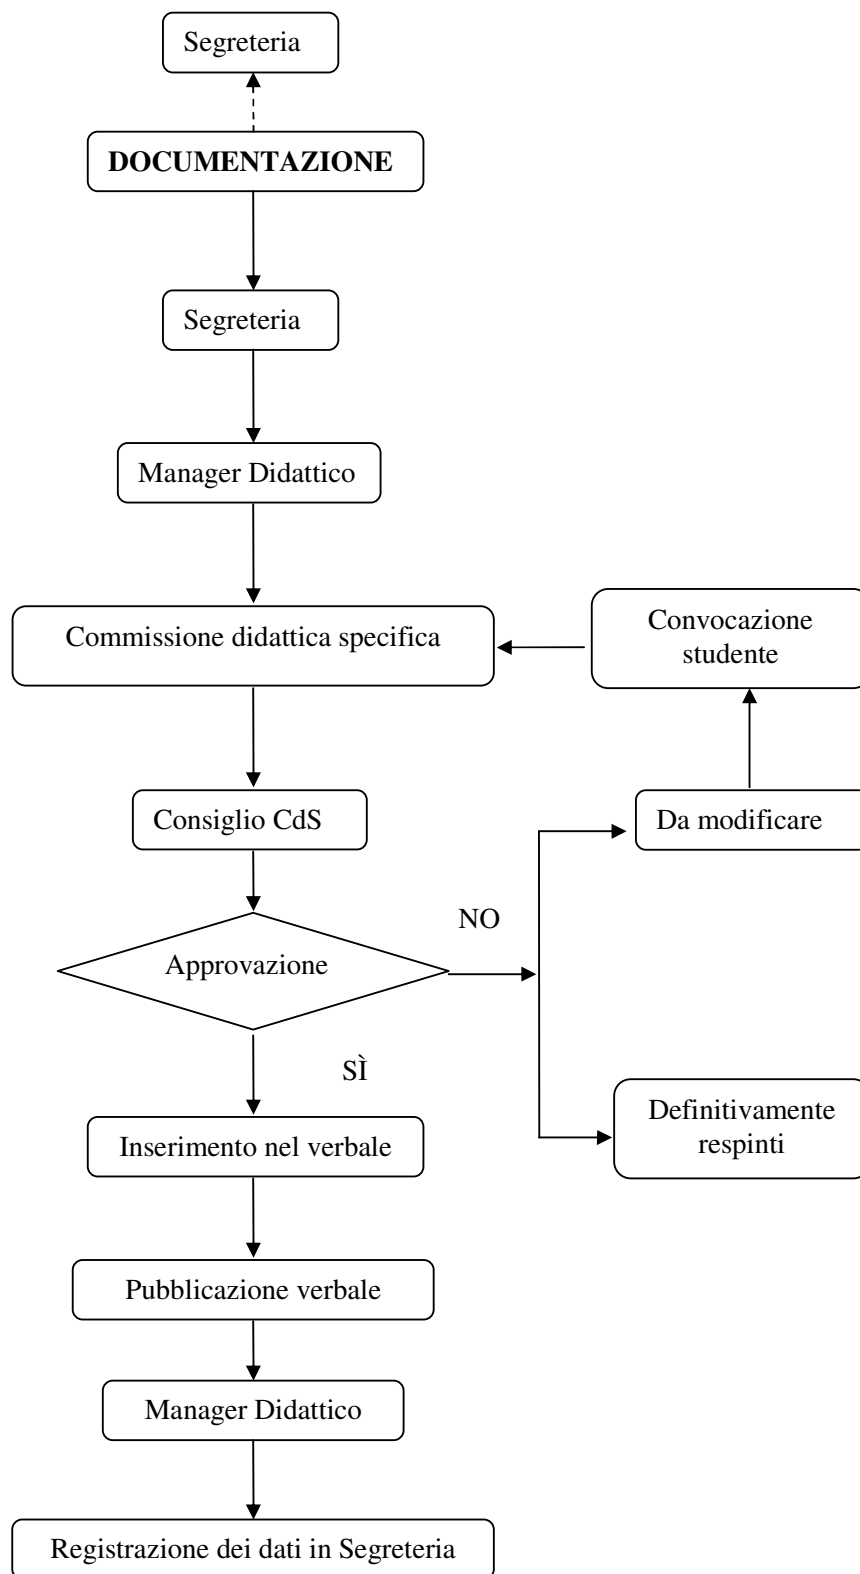 Segreteria
DOCUMENTAZIONE
Segreteria
Manager Didattico
Commissione didattica specifica
Convocazione
studente
Consiglio CdS
Da modificare
NO
Approvazione
SÌ
Definitivamente
respinti
Inserimento nel verbale
Pubblicazione verbale
Manager Didattico
Registrazione dei dati in Segreteria